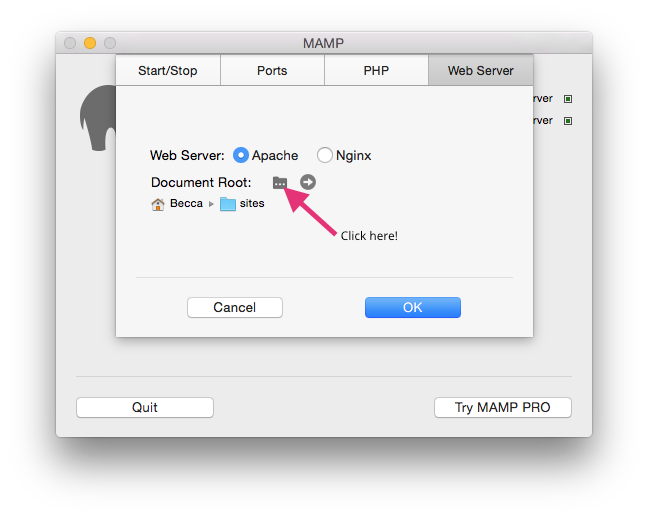 MAMP
Start/Stop Ports PHP Web Server
rver
rver
Web Server: Apache Nginx
Document Root:
Becca sites
Click here!
Cancel OK
Quit Try MAMP PRO